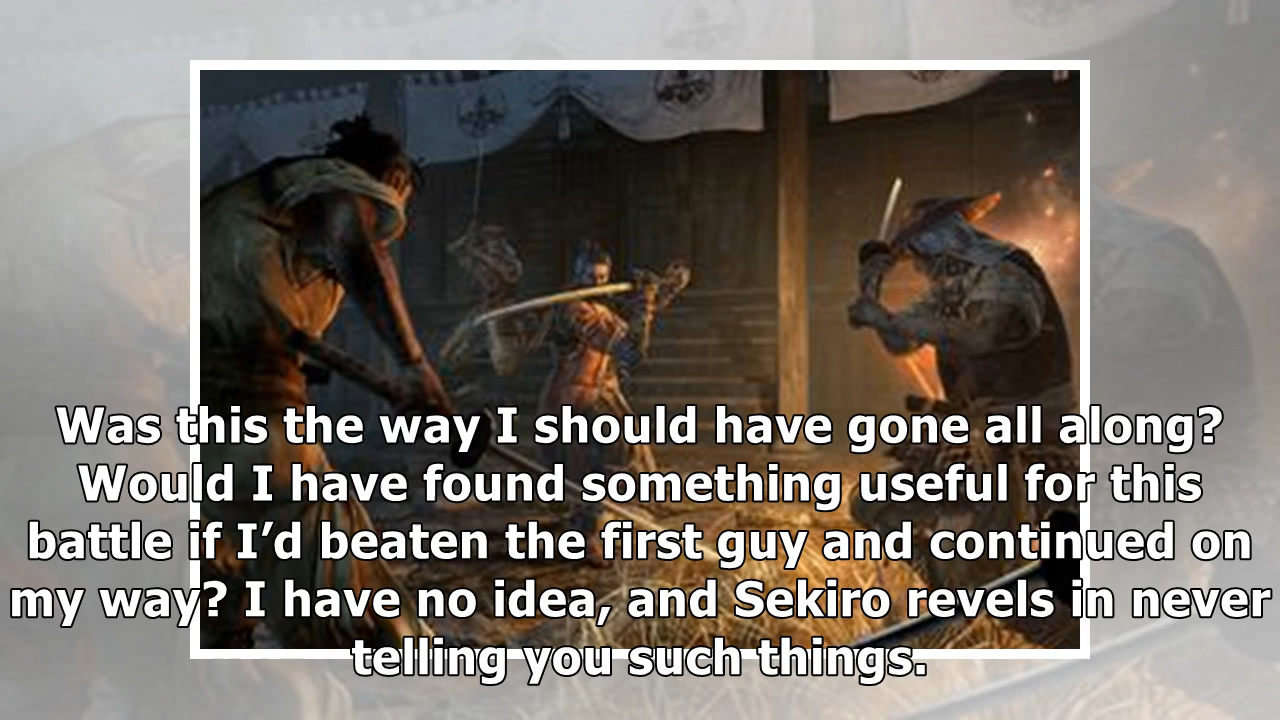 Was this the way I should have gone all along?
Would I have found something useful for this
battle if I’d beaten the first guy and continued on
my way? I have no idea, and Sekiro revels in never
telling you such things.